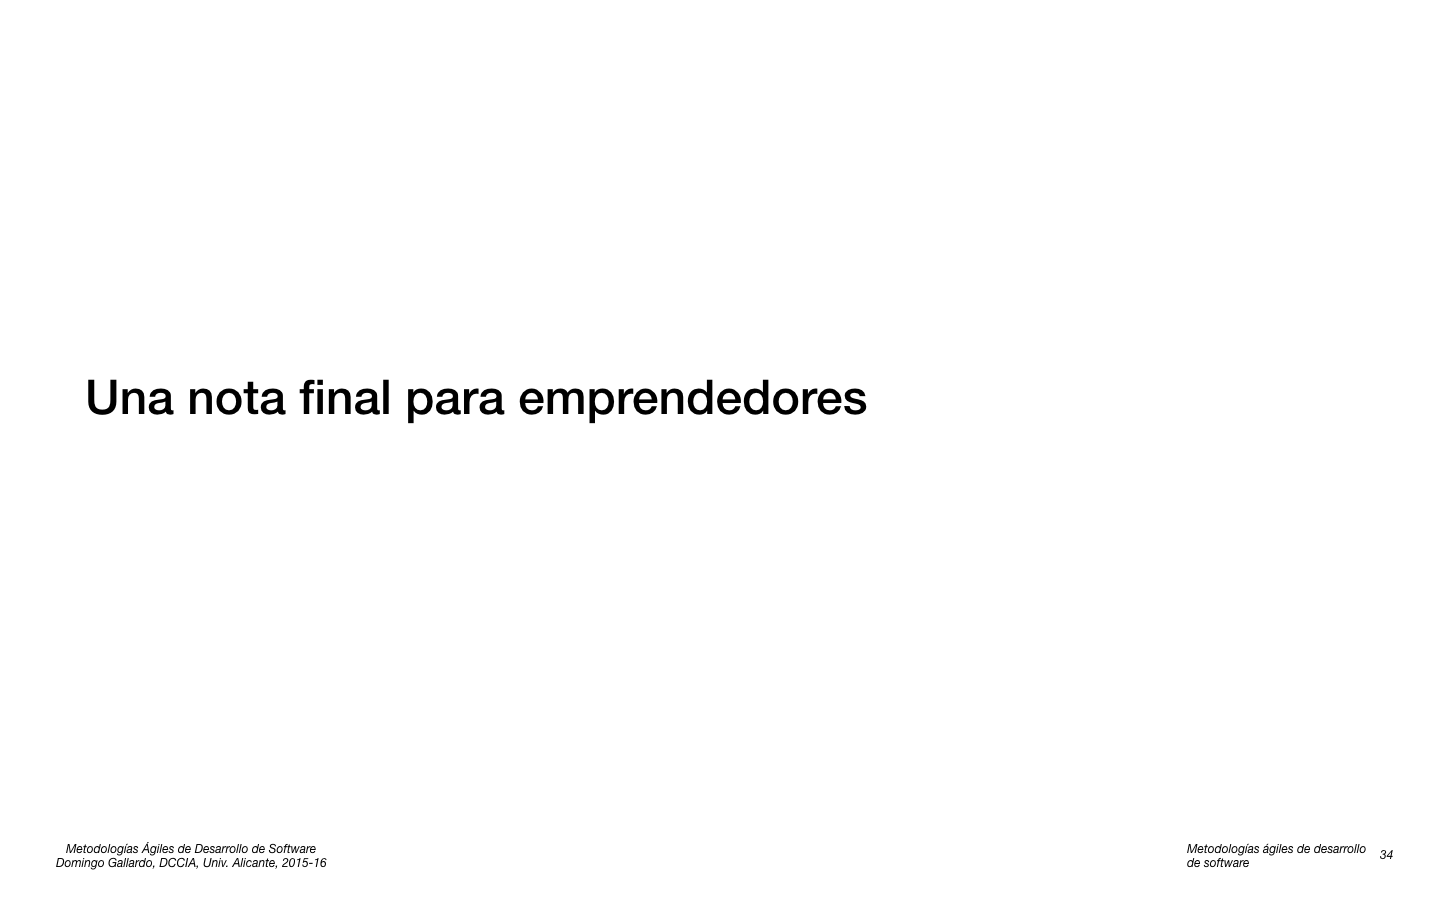 Una nota final para emprendedores
Metodologías Ágiles de Desarrollo de Software
Domingo Gallardo, DCCIA, Univ. Alicante, 2015-16
Metodologías ágiles de desarrollo
de software
34